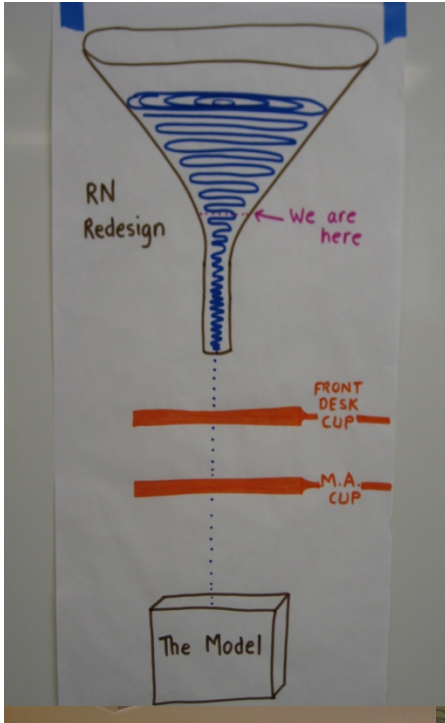 RN
Redesign
We are
here
FRONT
DESK
CUP
M.A.
CUP
The Model